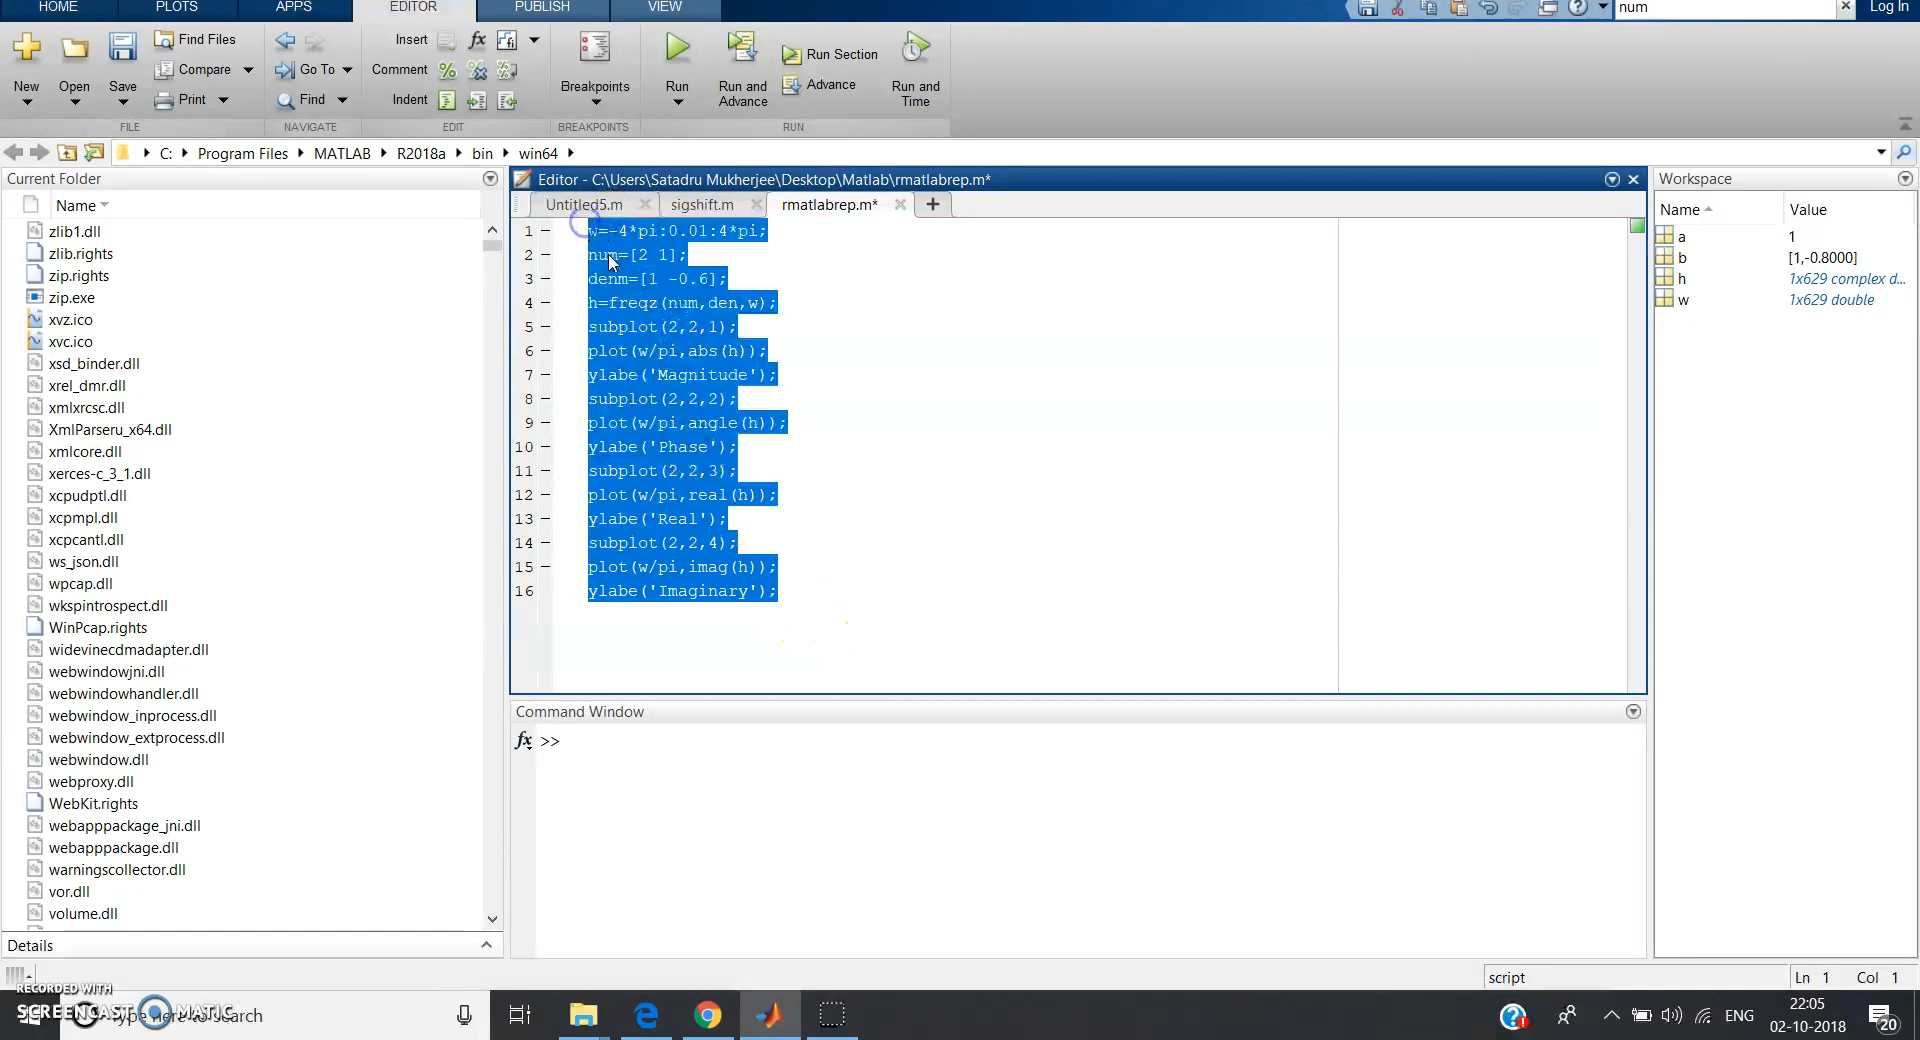 HOME PLOTS APPS EDITOR PUBLISH VIEW num Log In
New Open Save Find Files Compare Print
Go To Find
Insert Comment Indent
Breakpoints
Run Run and Advance Run Section Advance Run and Time
FILE NAVIGATE EDIT BREAKPOINTS RUN
C: Program Files MATLAB R2018a bin win64
Current Folder
Name
zlib1.dll
zlib.rights
zip.rights
zip.exe
xvz.ico
xvc.ico
xsd_binder.dll
xrel_dmr.dll
xmlxrcsc.dll
XmlParseru_x64.dll
xmlcore.dll
xerces-c_3_1.dll
xcpudptl.dll
xcpmpl.dll
xcpcantl.dll
ws_json.dll
wpcap.dll
wkspintrospect.dll
WinPcap.rights
widevinecdmadapter.dll
webwindowjni.dll
webwindowhandler.dll
webwindow_inprocess.dll
webwindow_extprocess.dll
webwindow.dll
webproxy.dll
WebKit.rights
webapppackage_jni.dll
webapppackage.dll
warningscollector.dll
vor.dll
volume.dll
Details
Editor - C:\Users\Satadru Mukherjee\Desktop\Matlab\rmatlabrep.m*
Untitled5.m sigshift.m rmatlabrep.m*
1 w=-4*pi:0.01:4*pi;
2 num=[2 1];
3 denm=[1 -0.6];
4 h=freqz(num,den,w);
5 subplot(2,2,1);
6 plot(w/pi,abs(h));
7 ylabe('Magnitude');
8 subplot(2,2,2);
9 plot(w/pi,angle(h));
10 ylabe('Phase');
11 subplot(2,2,3);
12 plot(w/pi,real(h));
13 ylabe('Real');
14 subplot(2,2,4);
15 plot(w/pi,imag(h));
16 ylabe('Imaginary');
Command Window
fx >>
Workspace
Name Value
a 1
b [1,-0.8000]
h 1x629 complex d...
w 1x629 double
script Ln 1 Col 1
RECORDED WITH
SCREENCAST MATIC
Type here to search
ENG
22:05
02-10-2018
20